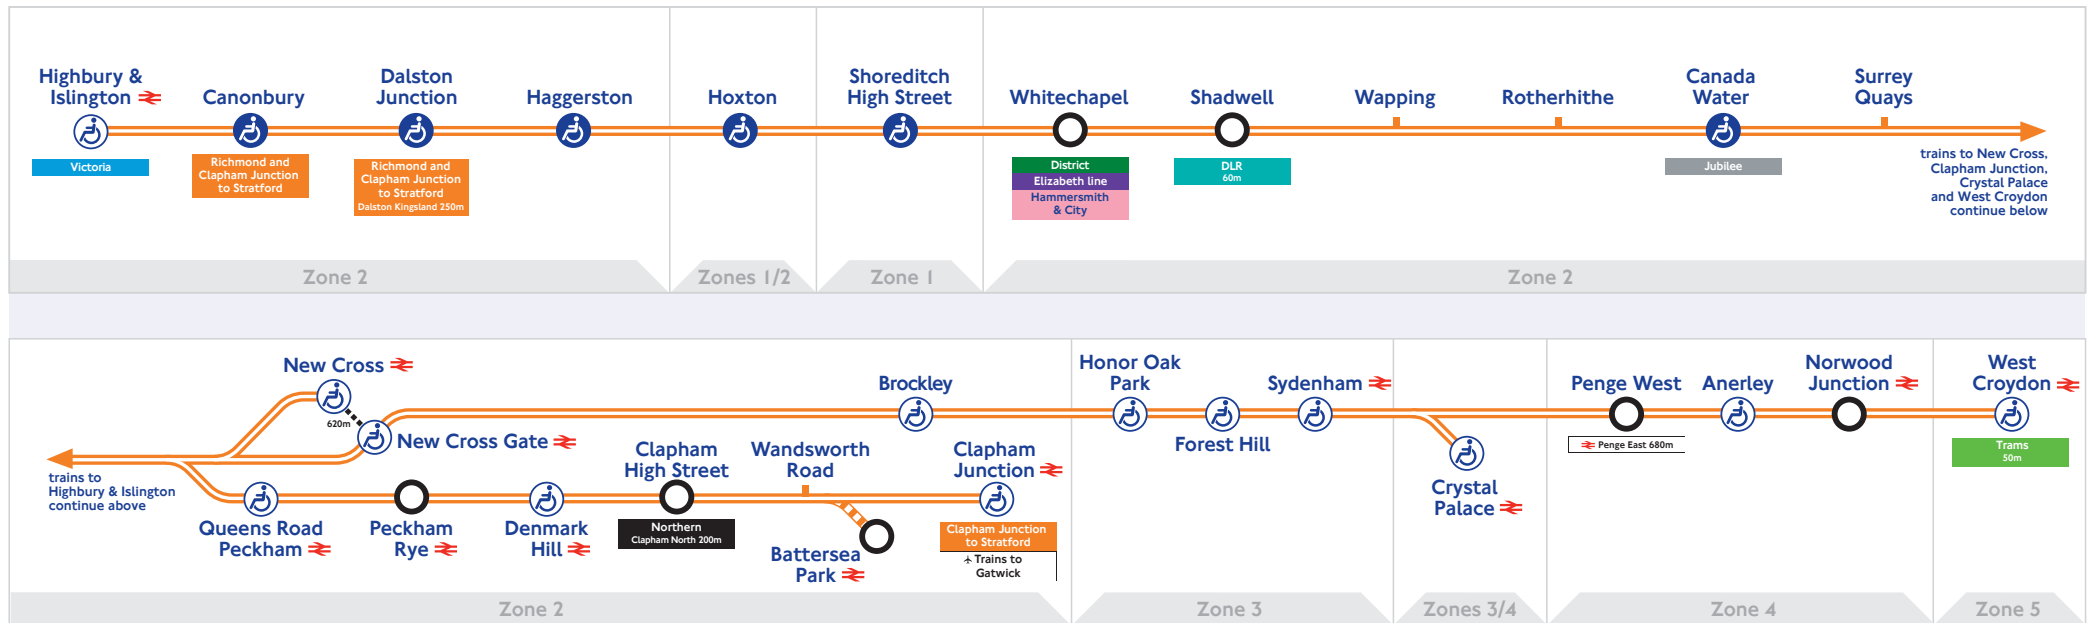 Highbury &
Islington
Canonbury
Dalston
Junction
Haggerston
Hoxton
Shoreditch
High Street
Whitechapel
Shadwell
Wapping
Rotherhithe
Canada
Water
Surrey
Quays
Victoria
Richmond and
Clapham Junction
to Stratford
Richmond and
Clapham Junction
to Stratford
Dalston Kingsland 250m
District
Elizabeth line
Hammersmith
& City
DLR
60m
Jubilee
trains to New Cross,
Clapham Junction,
Crystal Palace
and West Croydon
continue below
Zone 2
Zones 1/2
Zone 1
Zone 2
New Cross
620m
New Cross Gate
Brockley
Honor Oak
Park
Forest Hill
Sydenham
Crystal
Palace
Penge West
Penge East 680m
Anerley
Norwood
Junction
West
Croydon
Trams
50m
trains to
Highbury & Islington
continue above
Queens Road
Peckham
Peckham
Rye
Denmark
Hill
Clapham
High Street
Northern
Clapham North 200m
Wandsworth
Road
Battersea
Park
Clapham
Junction
Clapham Junction
to Stratford
Trains to
Gatwick
Zone 2
Zone 3
Zones 3/4
Zone 4
Zone 5